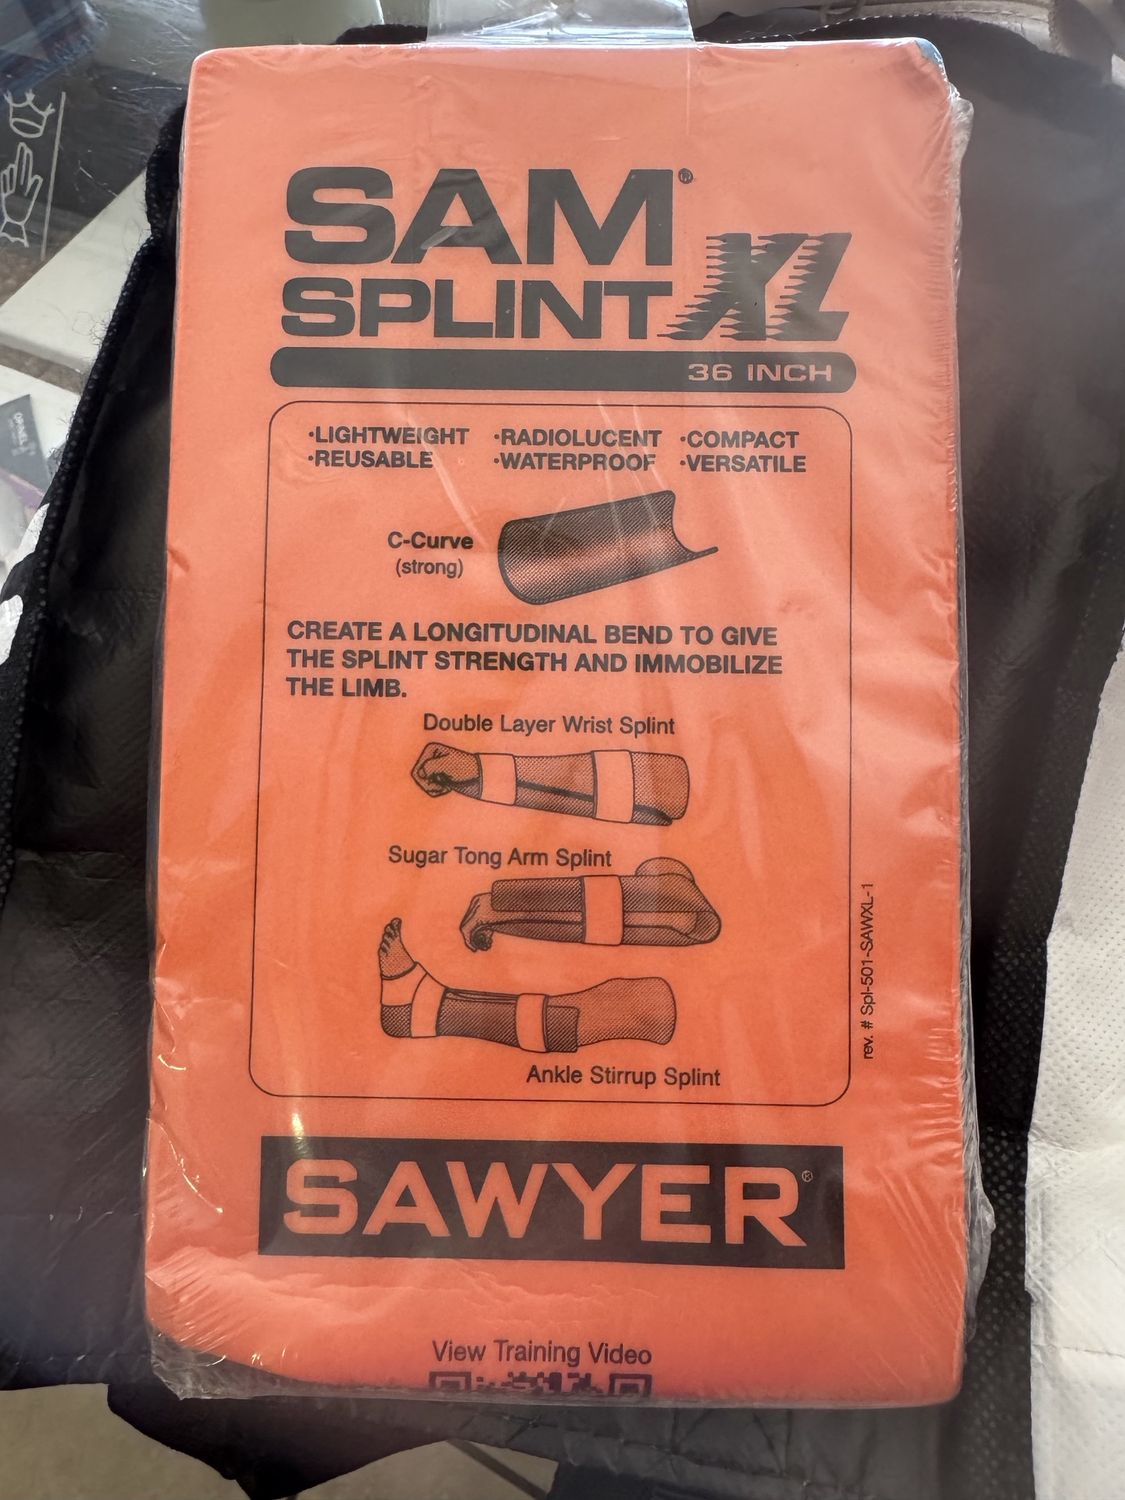 SAM®
SPLINT XL
36 INCH
•LIGHTWEIGHT •RADIOLUCENT •COMPACT
•REUSABLE •WATERPROOF •VERSATILE
C-Curve
(strong)
CREATE A LONGITUDINAL BEND TO GIVE
THE SPLINT STRENGTH AND IMMOBILIZE
THE LIMB.
Double Layer Wrist Splint
Sugar Tong Arm Splint
Ankle Stirrup Splint
rev. # Spl-501-SAWXL-1
SAWYER®
View Training Video
OPINEL